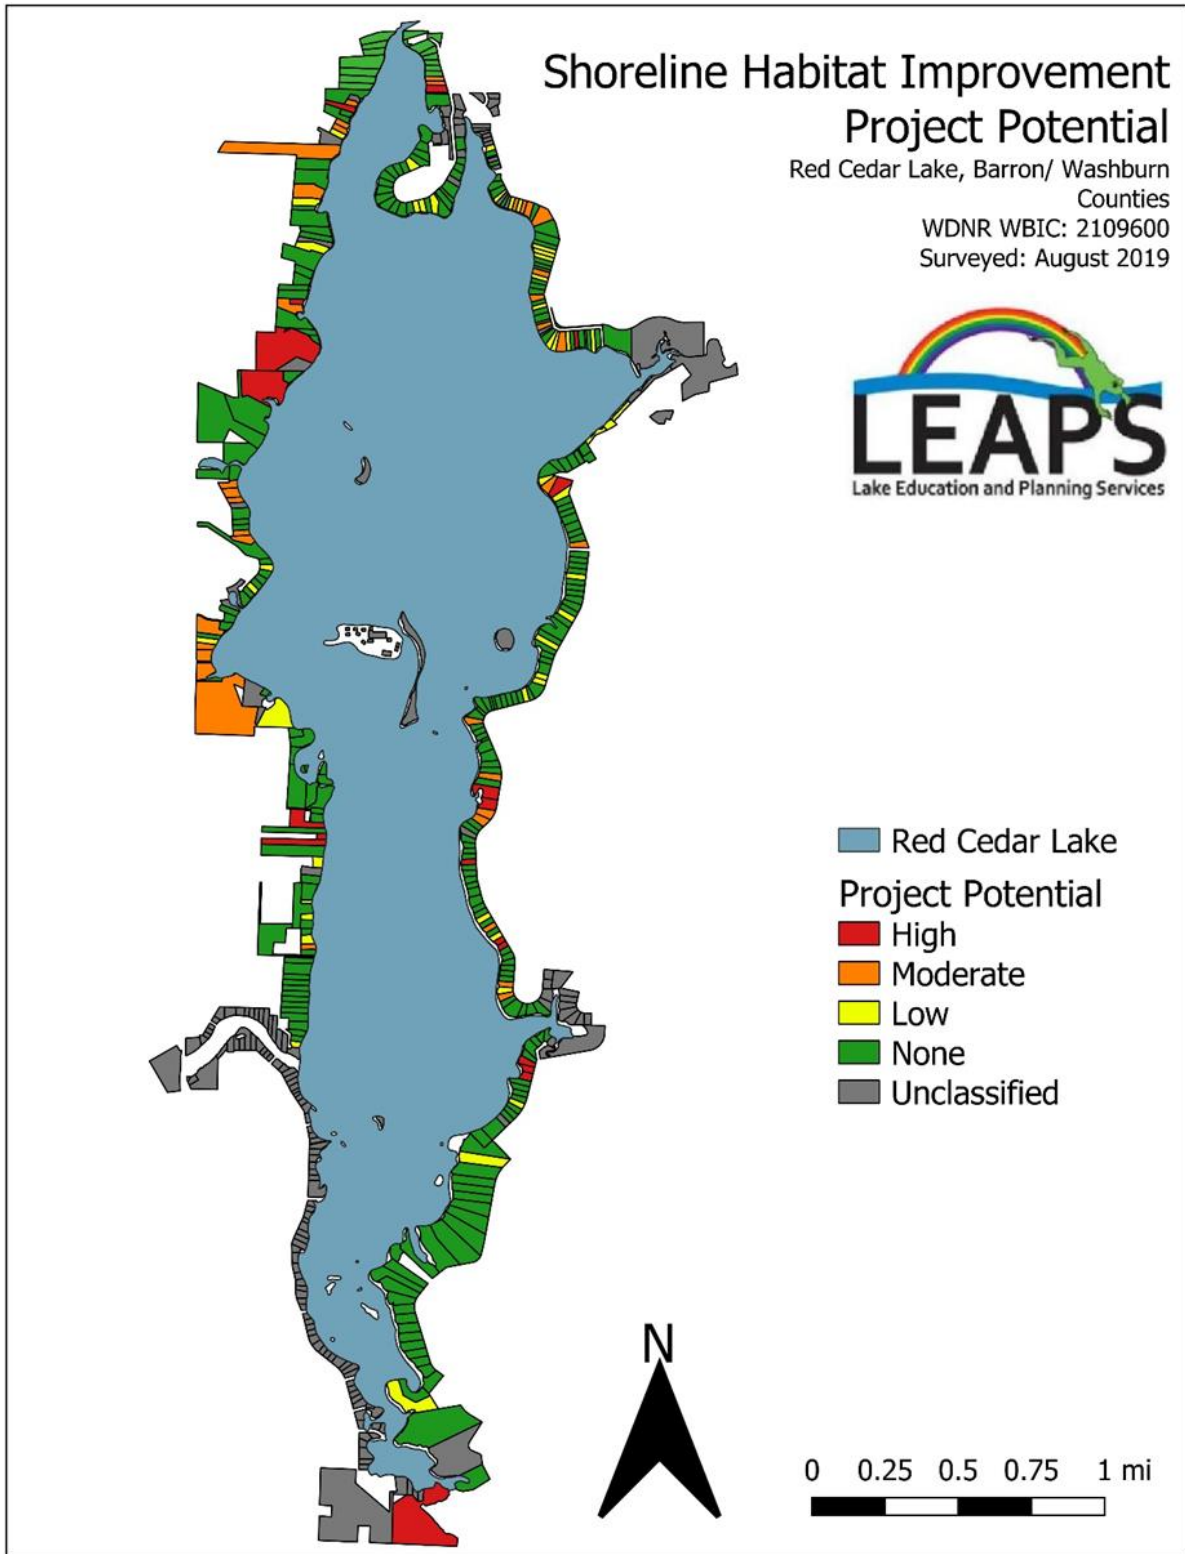 Shoreline Habitat Improvement
Project Potential
Red Cedar Lake, Barron/ Washburn
Counties
WDNR WBIC: 2109600
Surveyed: August 2019
LEAPS
Lake Education and Planning Services
Red Cedar Lake
Project Potential
High
Moderate
Low
None
Unclassified
N
0 0.25 0.5 0.75 1 mi